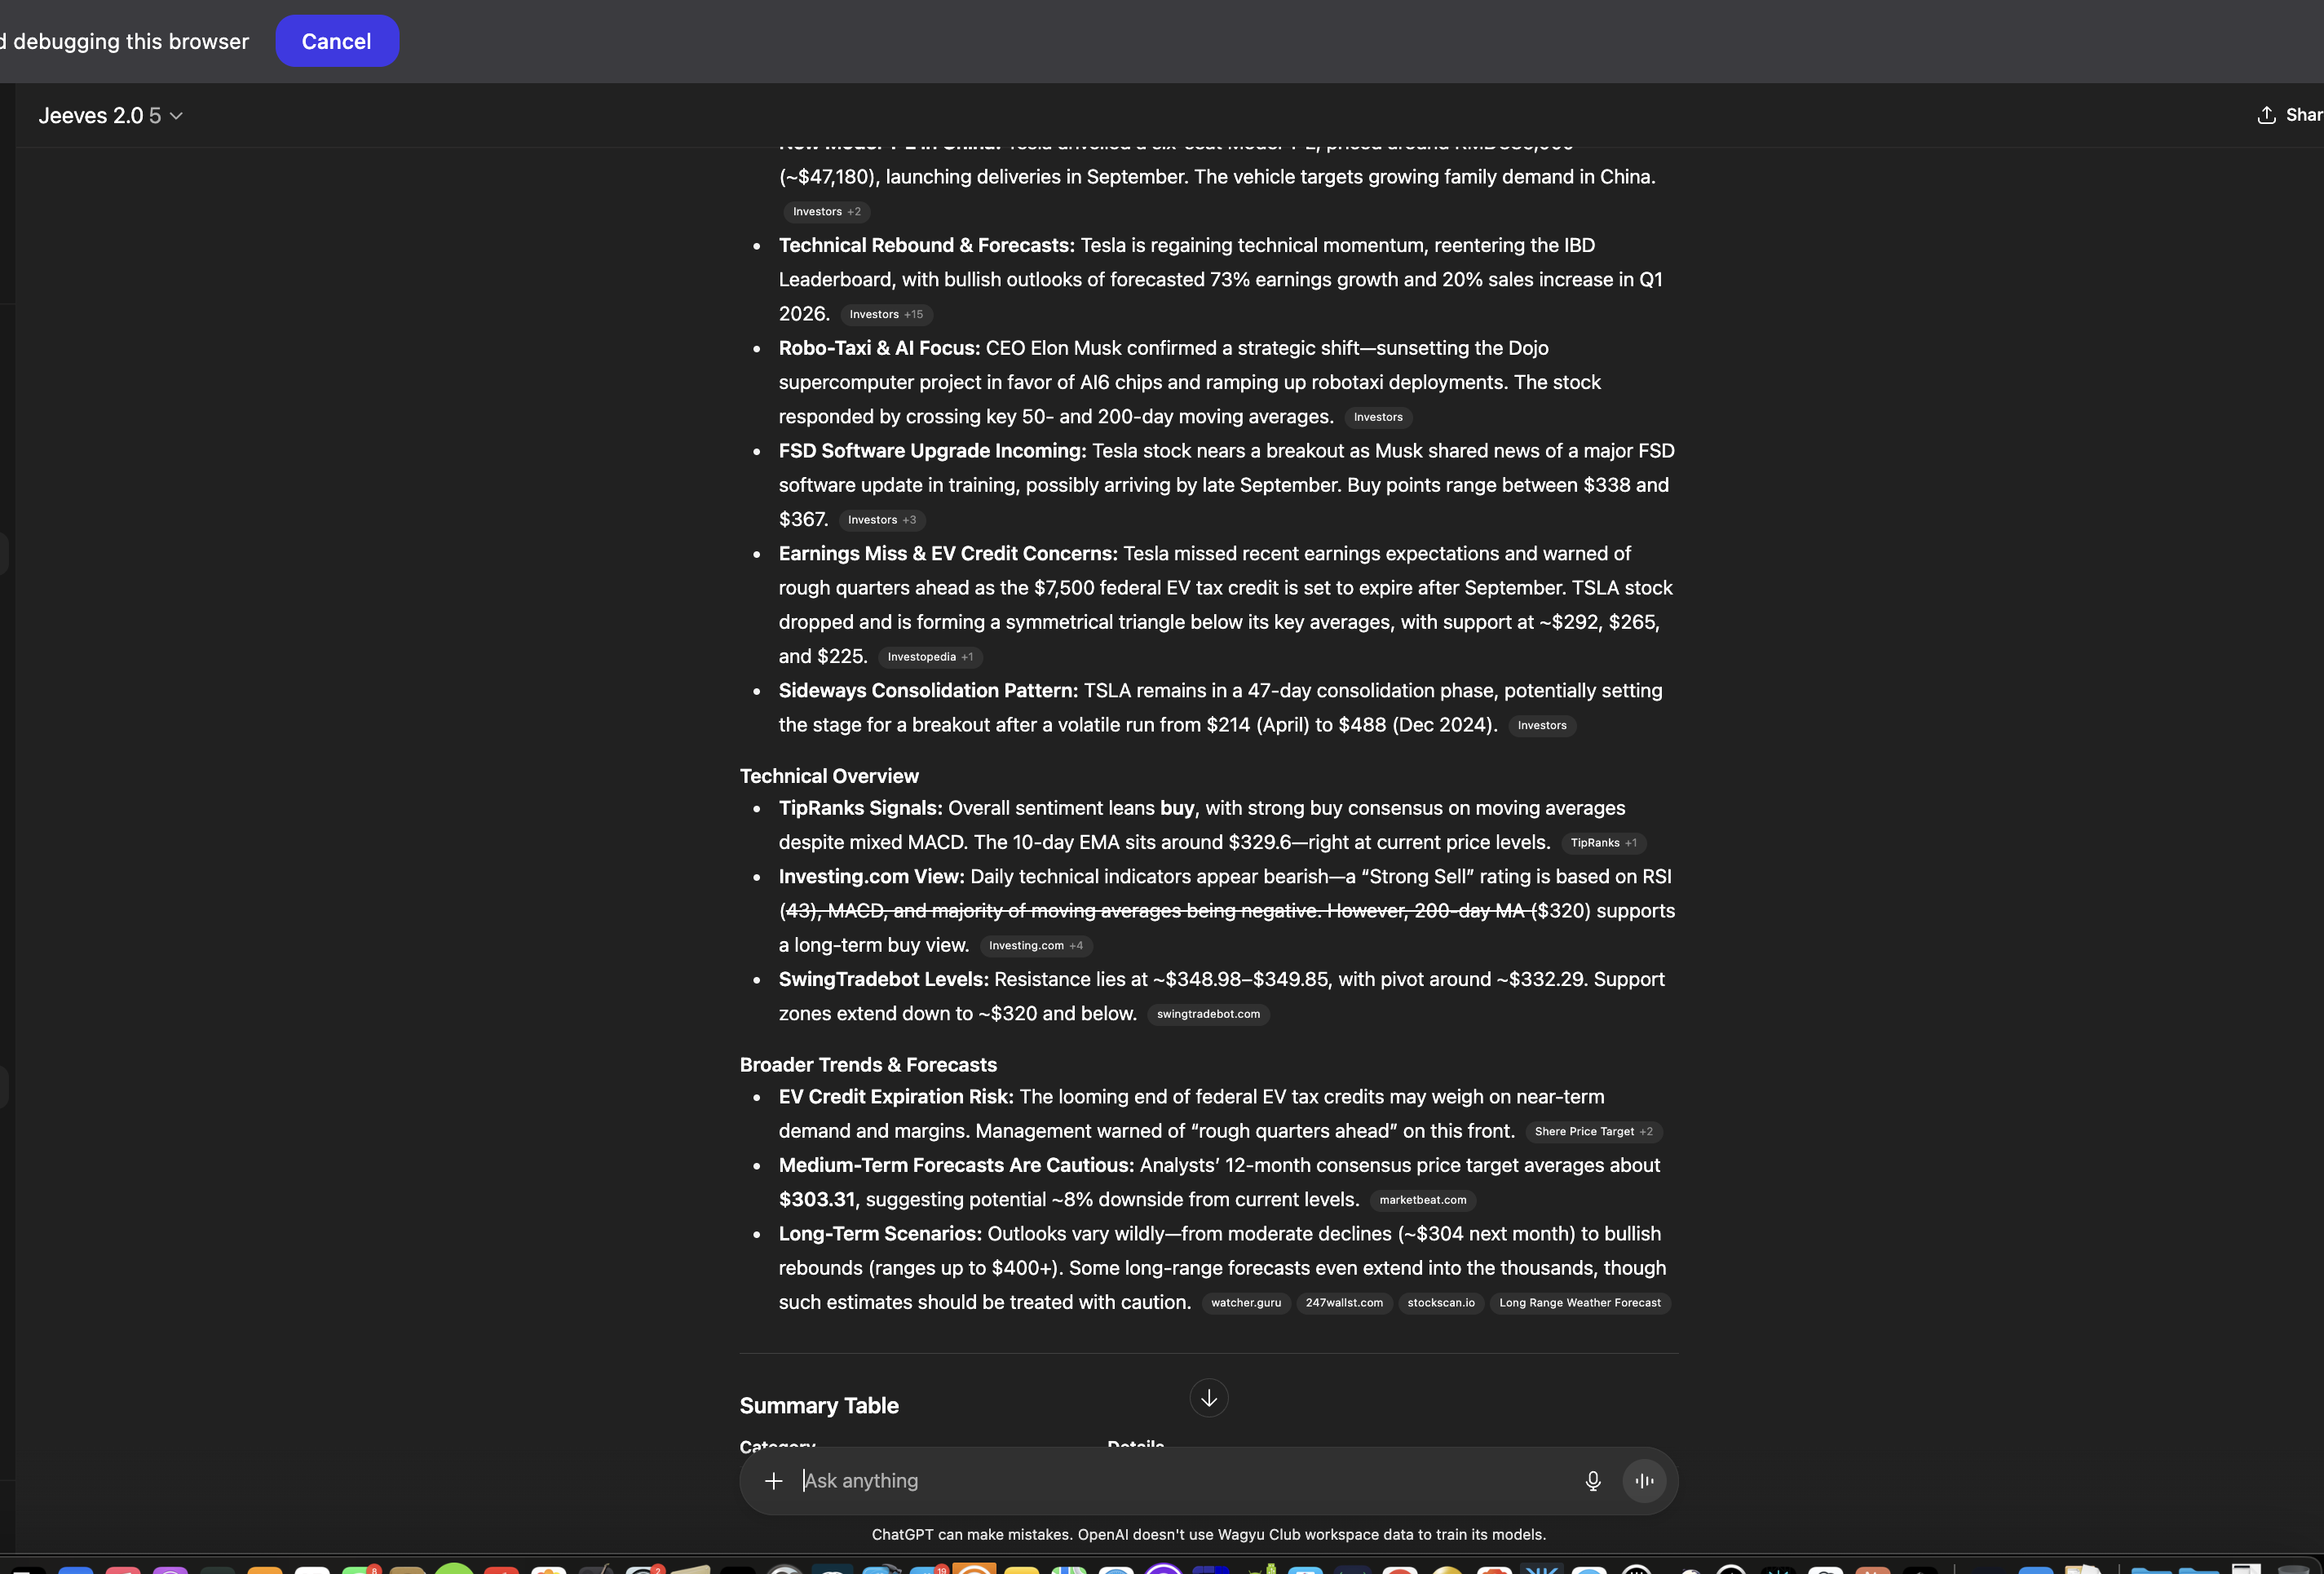 d debugging this browser
Cancel
Jeeves 2.0 5
Shar
(~$47,180), launching deliveries in September. The vehicle targets growing family demand in China.
Investors +2
• Technical Rebound & Forecasts: Tesla is regaining technical momentum, reentering the IBD
Leaderboard, with bullish outlooks of forecasted 73% earnings growth and 20% sales increase in Q1
2026. Investors +15
• Robo-Taxi & AI Focus: CEO Elon Musk confirmed a strategic shift—sunsetting the Dojo
supercomputer project in favor of AI6 chips and ramping up robotaxi deployments. The stock
responded by crossing key 50- and 200-day moving averages. Investors
• FSD Software Upgrade Incoming: Tesla stock nears a breakout as Musk shared news of a major FSD
software update in training, possibly arriving by late September. Buy points range between $338 and
$367. Investors +3
• Earnings Miss & EV Credit Concerns: Tesla missed recent earnings expectations and warned of
rough quarters ahead as the $7,500 federal EV tax credit is set to expire after September. TSLA stock
dropped and is forming a symmetrical triangle below its key averages, with support at ~$292, $265,
and $225. Investopedia +1
• Sideways Consolidation Pattern: TSLA remains in a 47-day consolidation phase, potentially setting
the stage for a breakout after a volatile run from $214 (April) to $488 (Dec 2024). Investors
Technical Overview
• TipRanks Signals: Overall sentiment leans buy, with strong buy consensus on moving averages
despite mixed MACD. The 10-day EMA sits around $329.6—right at current price levels. TipRanks +1
• Investing.com View: Daily technical indicators appear bearish—a “Strong Sell” rating is based on RSI
(43), MACD, and majority of moving averages being negative. However, 200-day MA ($320) supports
a long-term buy view. Investing.com +4
• SwingTradebot Levels: Resistance lies at ~$348.98–$349.85, with pivot around ~$332.29. Support
zones extend down to ~$320 and below. swingtradebot.com
Broader Trends & Forecasts
• EV Credit Expiration Risk: The looming end of federal EV tax credits may weigh on near-term
demand and margins. Management warned of “rough quarters ahead” on this front. Shere Price Target +2
• Medium-Term Forecasts Are Cautious: Analysts’ 12-month consensus price target averages about
$303.31, suggesting potential ~8% downside from current levels. marketbeat.com
• Long-Term Scenarios: Outlooks vary wildly—from moderate declines (~$304 next month) to bullish
rebounds (ranges up to $400+). Some long-range forecasts even extend into the thousands, though
such estimates should be treated with caution. watcher.guru 247wallst.com stockscan.io Long Range Weather Forecast
Summary Table
Category Details
Ask anything
ChatGPT can make mistakes. OpenAI doesn't use Wagyu Club workspace data to train its models.
8 2 19